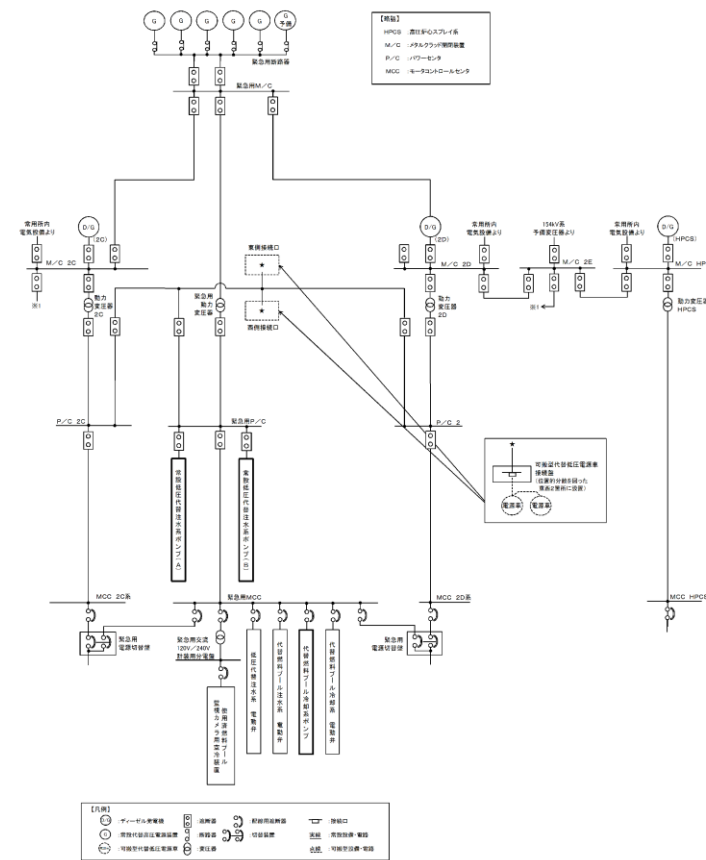 G
G
G
G
G
G
予備
緊急用断路器
緊急用M/C
【略語】
HPCS :高圧炉心スプレイ系
M/C :メタルクラッド開閉装置
P/C :パワーセンタ
MCC :モータコントロールセンタ
常用所内
電気設備より
D/G
(2C)
M/C 2C
※1
動力
変圧器
2C
東側接続口
★
★
西側接続口
緊急用
動力
変圧器
D/G
(2D)
M/C 2D
動力
変圧器
2D
常用所内
電気設備より
154kV系
予備変圧器より
M/C 2E
※1
常用所内
電気設備より
D/G
(HPCS)
M/C HP
動力変圧器
HPCS
P/C 2C
緊急用P/C
P/C 2
常設低圧代替注水系ポンプ(A)
常設低圧代替注水系ポンプ(B)
★
可搬型代替低圧電源車
接続盤
(位置的分散を図った
東西2箇所に設置)
電源車
電源車
MCC 2C系
緊急用MCC
MCC 2D系
MCC HPCS
緊急用
電源切替盤
緊急用交流
120V/240V
計装用分電盤
緊急用
電源切替盤
使用済燃料プール
監視カメラ用空冷装置
低圧代替注水系 電動弁
代替燃料プール注水系 電動弁
代替燃料プール冷却系ポンプ
代替燃料プール冷却系 電動弁
【凡例】
D/G :ディーゼル発電機
:遮断器
:配線用遮断器
:接続口
G :常設代替高圧電源装置
:断路器
:切替装置
実線 :常設設備・電路
:可搬型代替低圧電源車
:変圧器
点線 :可搬型設備・電路